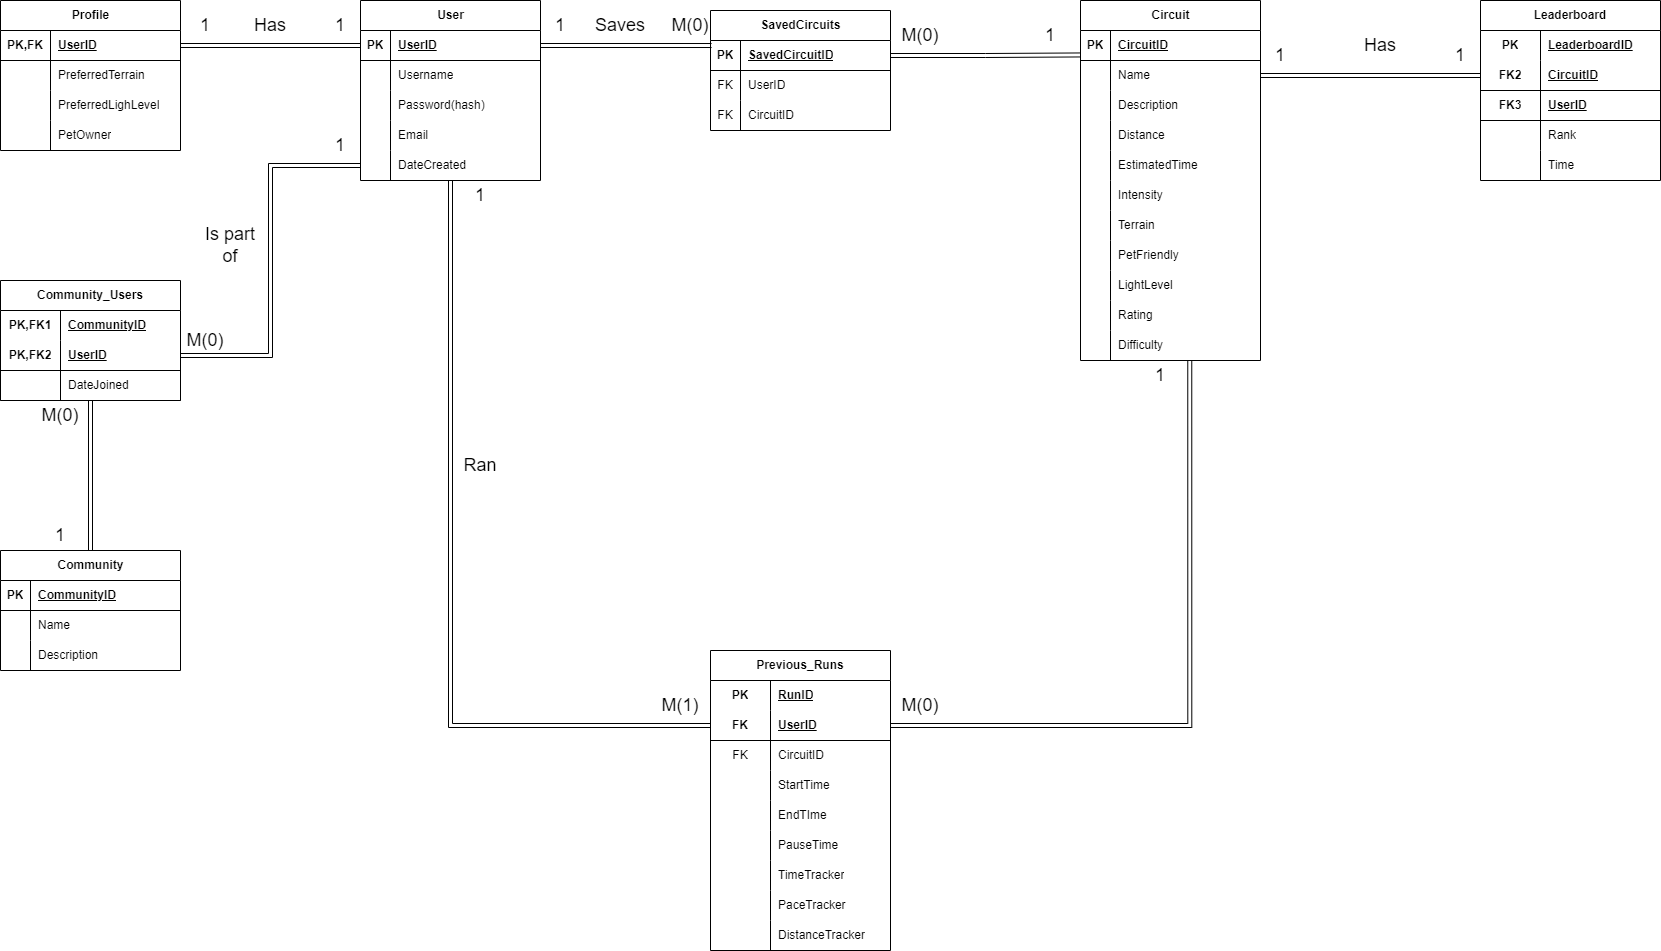 Profile
PK,FK UserID
PreferredTerrain
PreferredLighLevel
PetOwner
1 Has 1
User
PK UserID
Username
Password(hash)
Email
DateCreated
1 Saves M(0)
SavedCircuits
PK SavedCircuitID
FK UserID
FK CircuitID
M(0) 1
Circuit
PK CircuitID
Name
Description
Distance
EstimatedTime
Intensity
Terrain
PetFriendly
LightLevel
Rating
Difficulty
1 Has 1
Leaderboard
PK LeaderboardID
FK2 CircuitID
FK3 UserID
Rank
Time
1
Is part
of
M(0)
Community_Users
PK,FK1 CommunityID
PK,FK2 UserID
DateJoined
M(0)
1
Community
PK CommunityID
Name
Description
1
Ran
M(1)
Previous_Runs
PK RunID
FK UserID
FK CircuitID
StartTime
EndTIme
PauseTime
TimeTracker
PaceTracker
DistanceTracker
M(0)
1